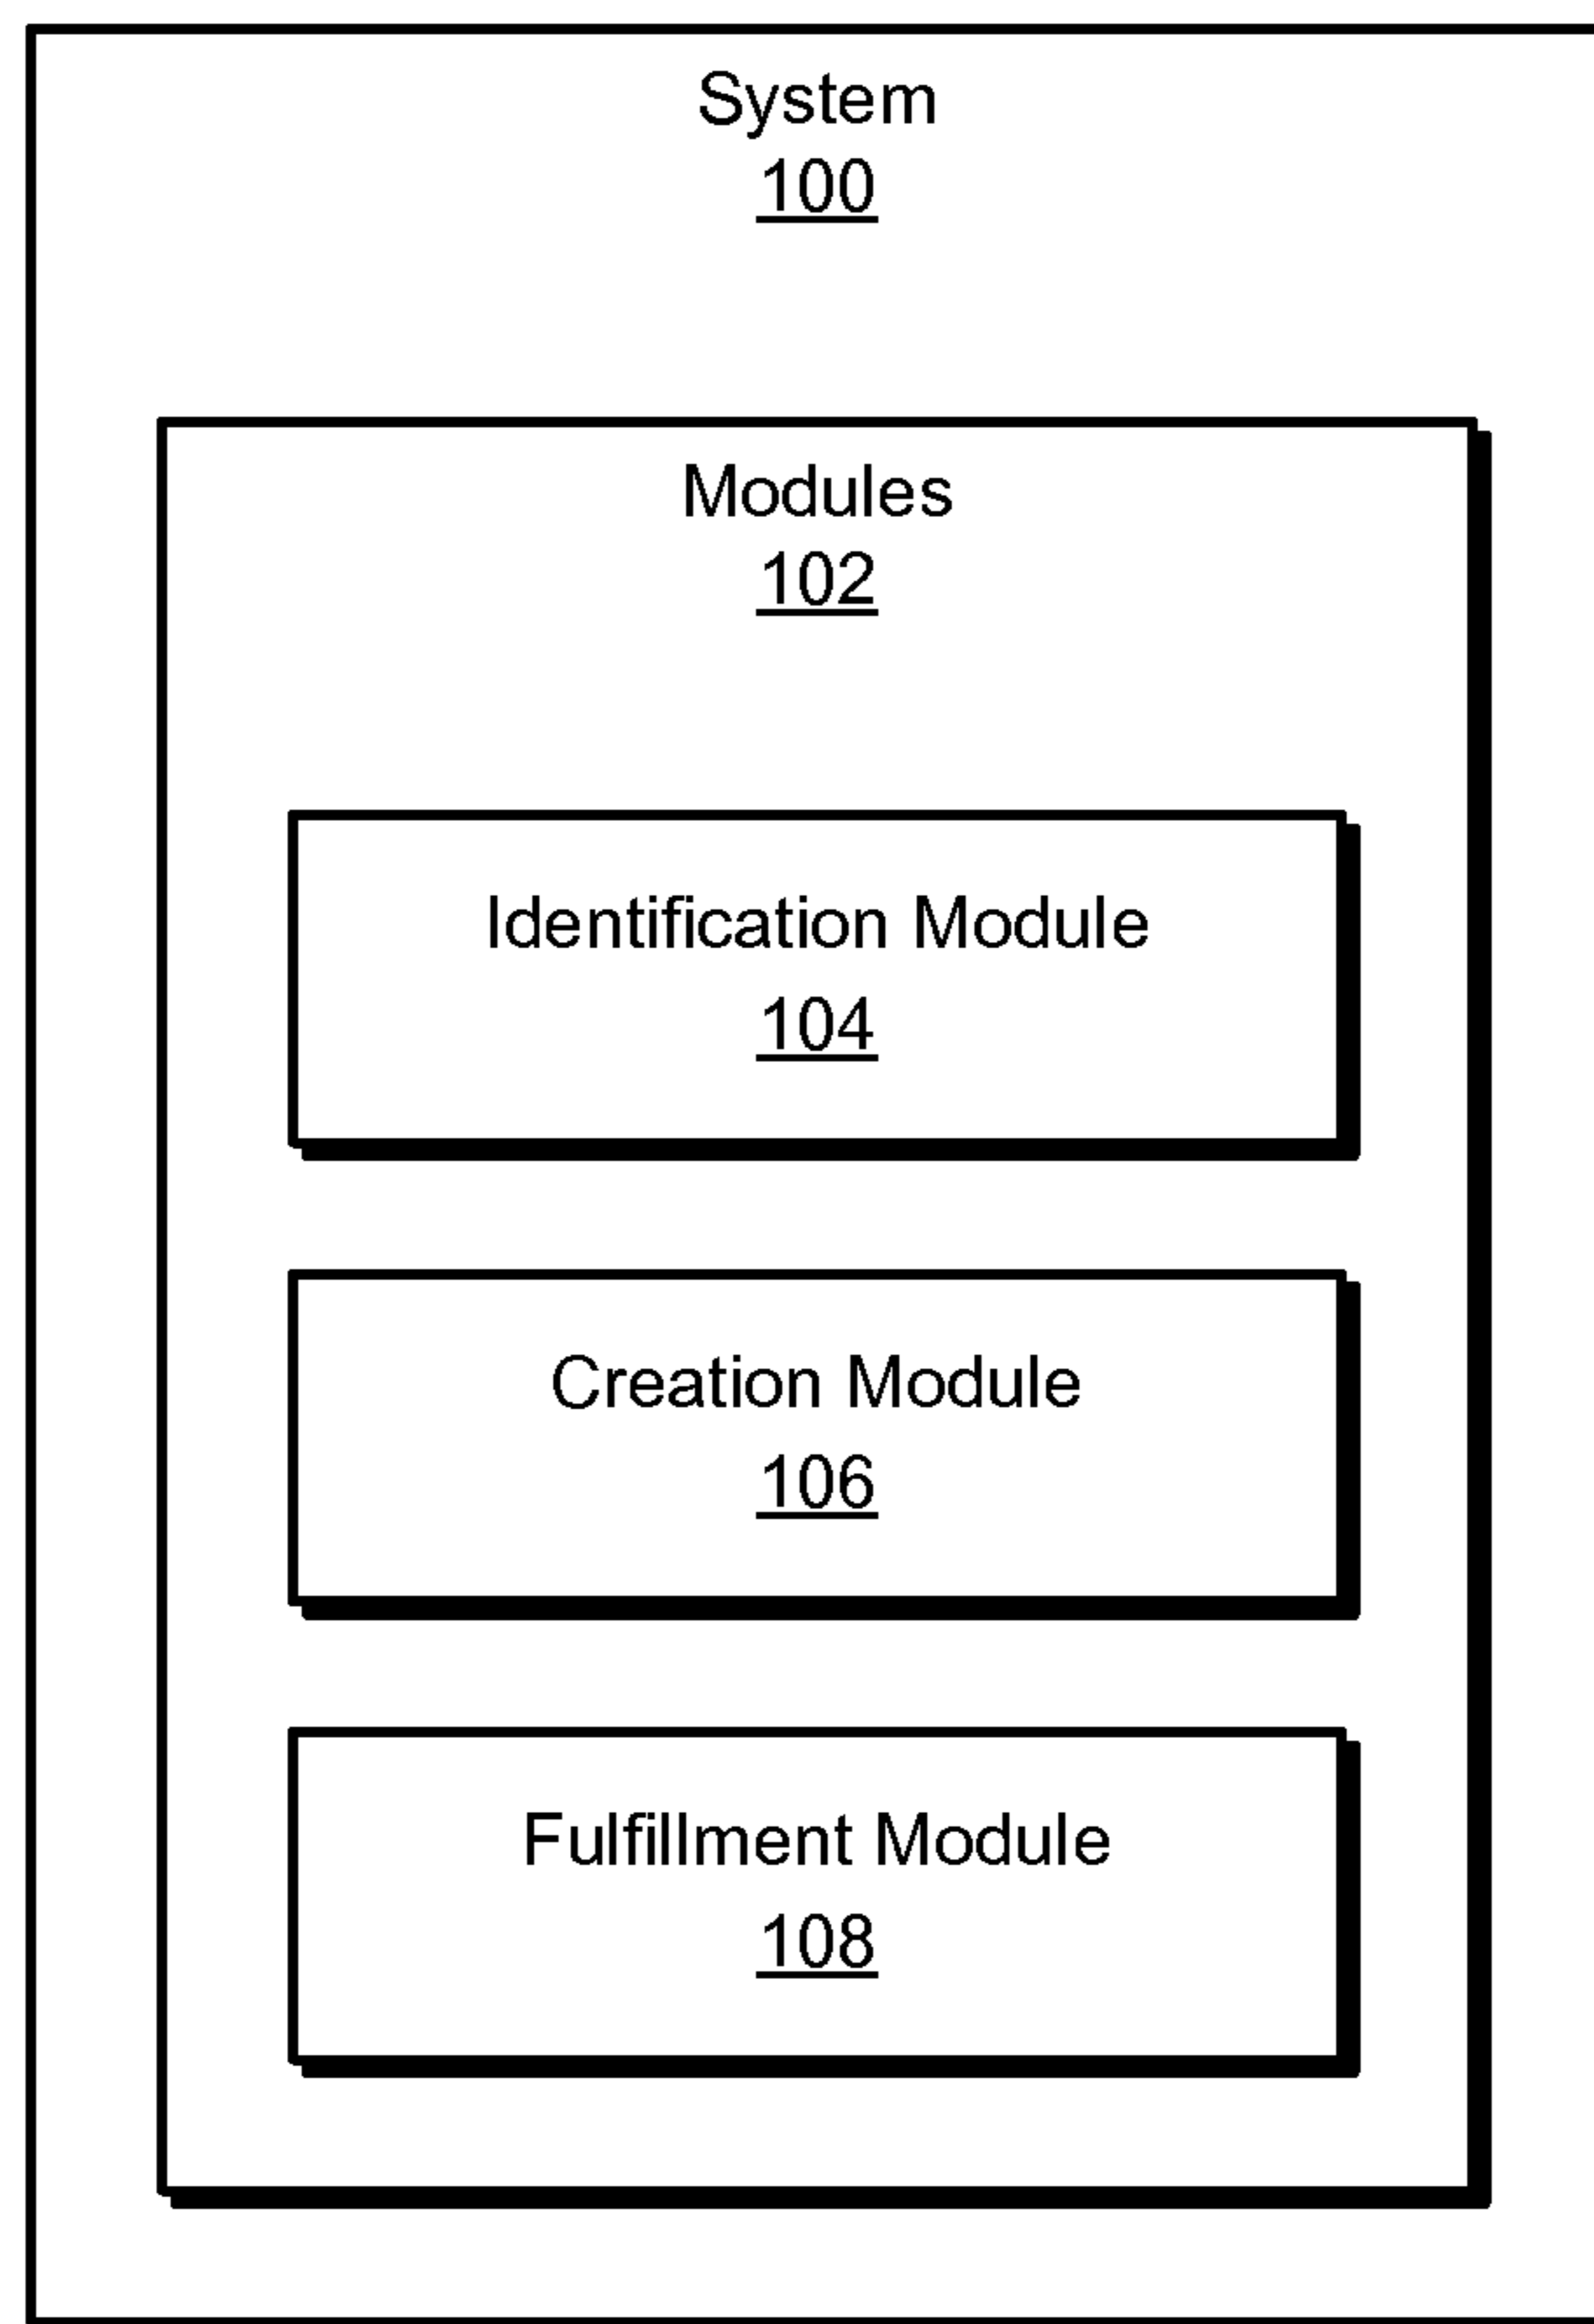 System
100
Modules
102
Identification Module
104
Creation Module
106
Fulfillment Module
108